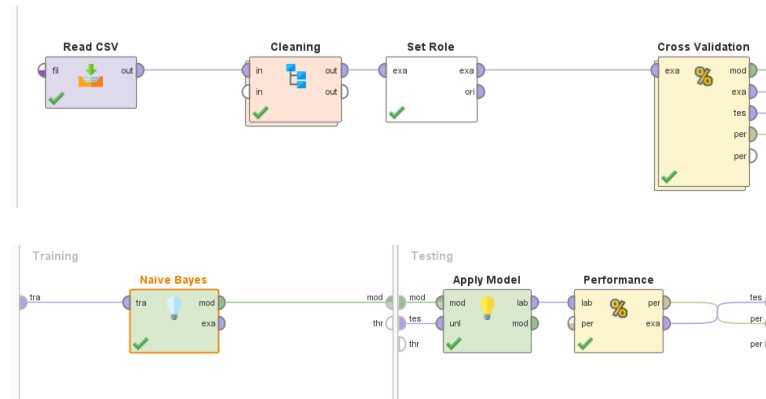 Read CSV
fil
out
Cleaning
in
out
in
out
Set Role
exa
exa
ori
Cross Validation
exa
%
mod
exa
tes
per
per
Training
Naive Bayes
tra
tra
mod
exa
mod
thr
Testing
Apply Model
mod
tes
thr
mod
lab
unl
mod
Performance
lab
%
per
per
exa
tes
per
per